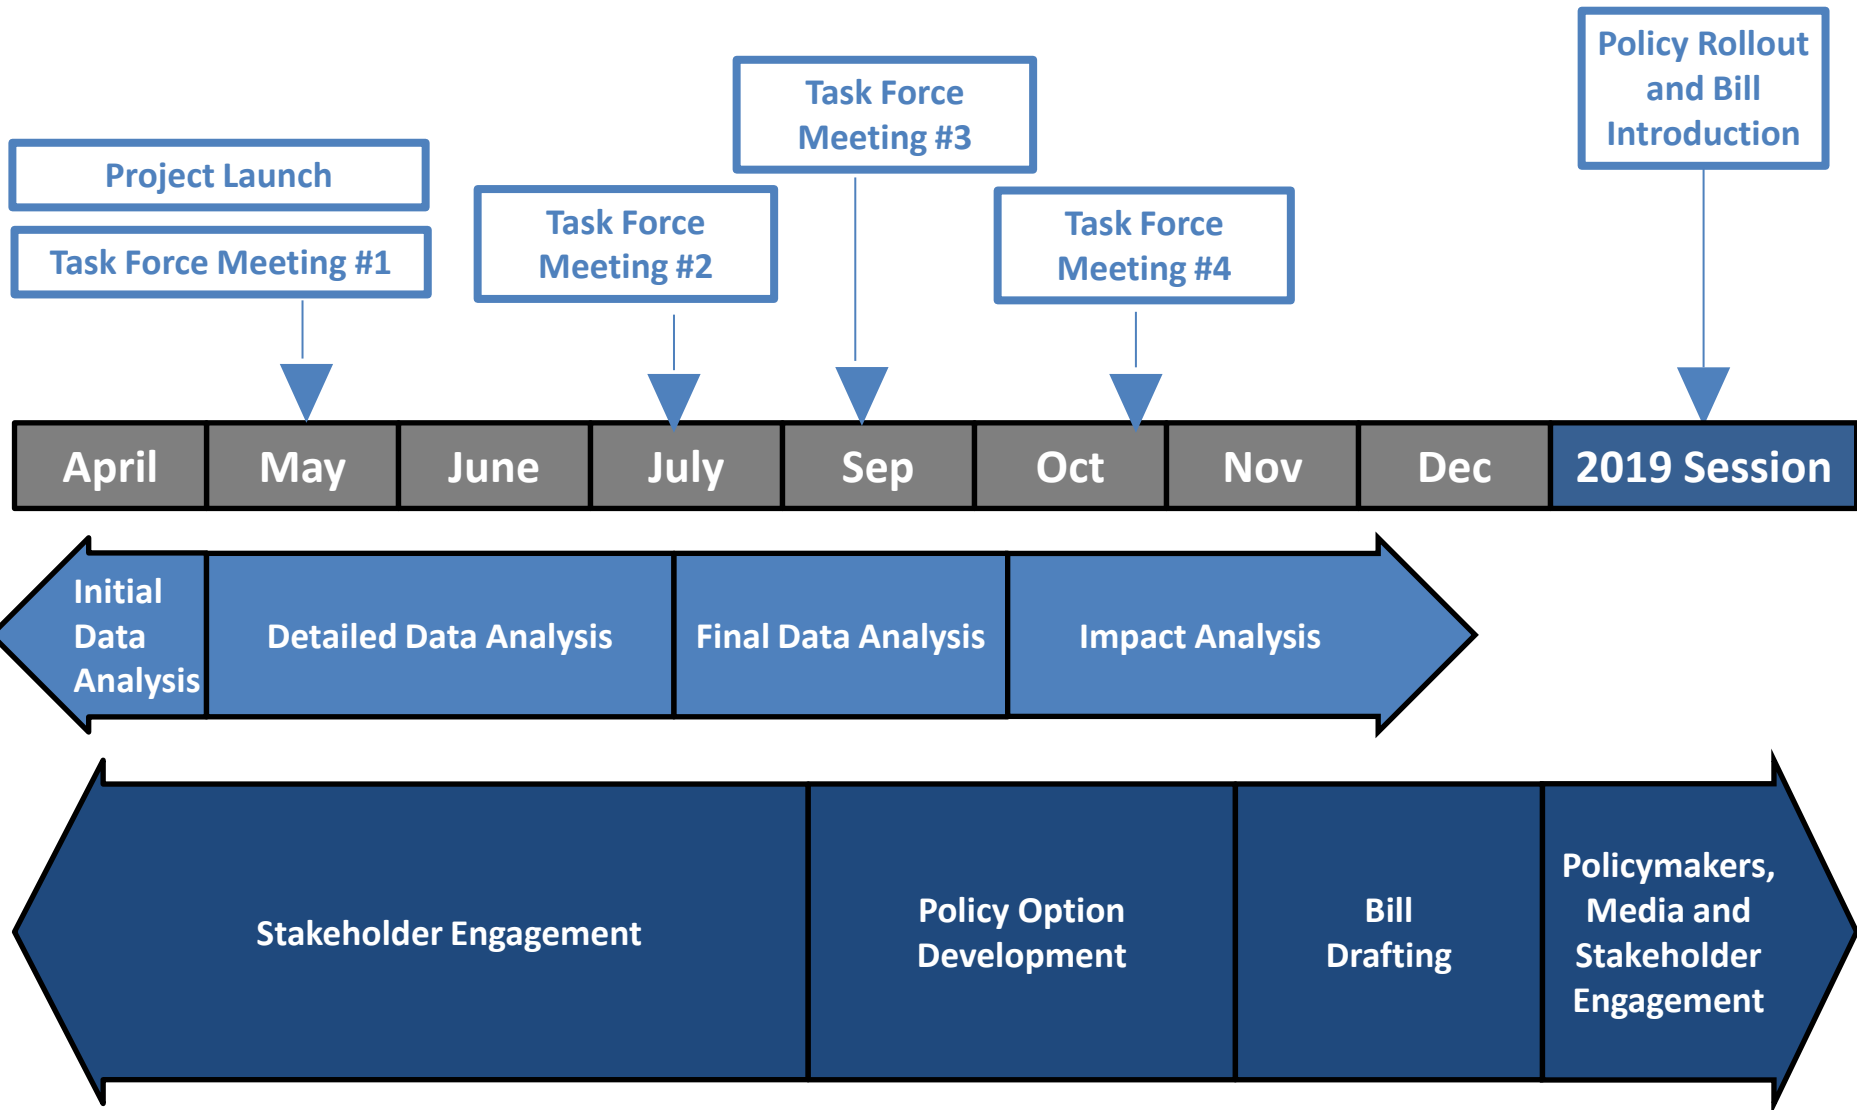 Policy Rollout
and Bill
Introduction
Task Force
Meeting #3
Project Launch
Task Force Meeting #1
Task Force
Meeting #2
Task Force
Meeting #4
April May June July Sep Oct Nov Dec 2019 Session
Initial
Data
Analysis
Detailed Data Analysis
Final Data Analysis
Impact Analysis
Stakeholder Engagement
Policy Option
Development
Bill
Drafting
Policymakers,
Media and
Stakeholder
Engagement